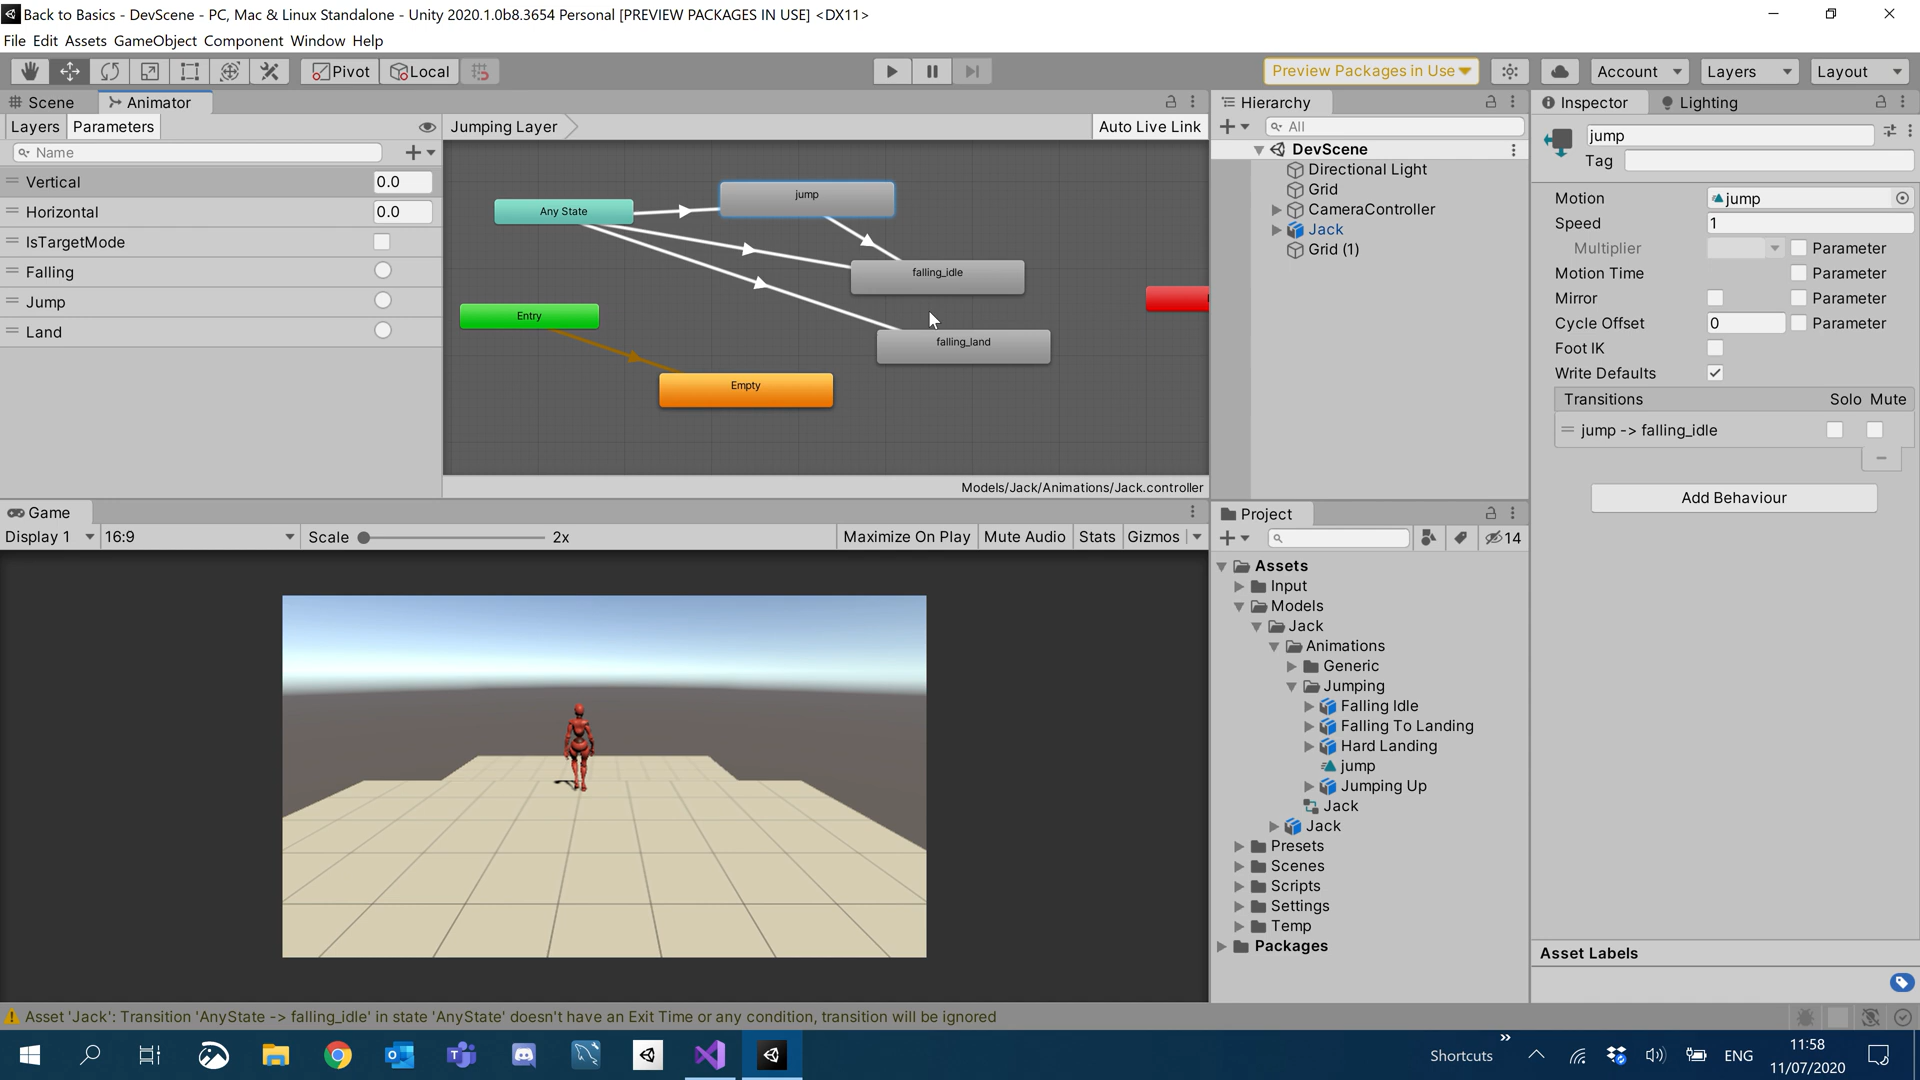 Back to Basics - DevScene - PC, Mac & Linux Standalone - Unity 2020.1.0b8.3654 Personal [PREVIEW PACKAGES IN USE] <DX11>
File Edit Assets GameObject Component Window Help
Pivot Local Preview Packages in Use Account Layers Layout
Scene Animator
Layers Parameters
Name
Vertical 0.0
Horizontal 0.0
IsTargetMode
Falling
Jump
Land
Jumping Layer Auto Live Link
jump
Any State
falling_idle
Entry
falling_land
Empty
Models/Jack/Animations/Jack.controller
Hierarchy
All
DevScene
Directional Light
Grid
CameraController
Jack
Grid (1)
Inspector Lighting
jump
Tag
Motion jump
Speed 1
Multiplier Parameter
Motion Time Parameter
Mirror Parameter
Cycle Offset 0 Parameter
Foot IK
Write Defaults
Transitions Solo Mute
jump -> falling_idle
Add Behaviour
Game
Display 1 16:9 Scale 2x Maximize On Play Mute Audio Stats Gizmos
Project
14
Assets
Input
Models
Jack
Animations
Generic
Jumping
Falling Idle
Falling To Landing
Hard Landing
jump
Jumping Up
Jack
Jack
Presets
Scenes
Scripts
Settings
Temp
Packages
Asset Labels
Asset 'Jack': Transition 'AnyState -> falling_idle' in state 'AnyState' doesn't have an Exit Time or any condition, transition will be ignored
Shortcuts ENG 11:58
11/07/2020